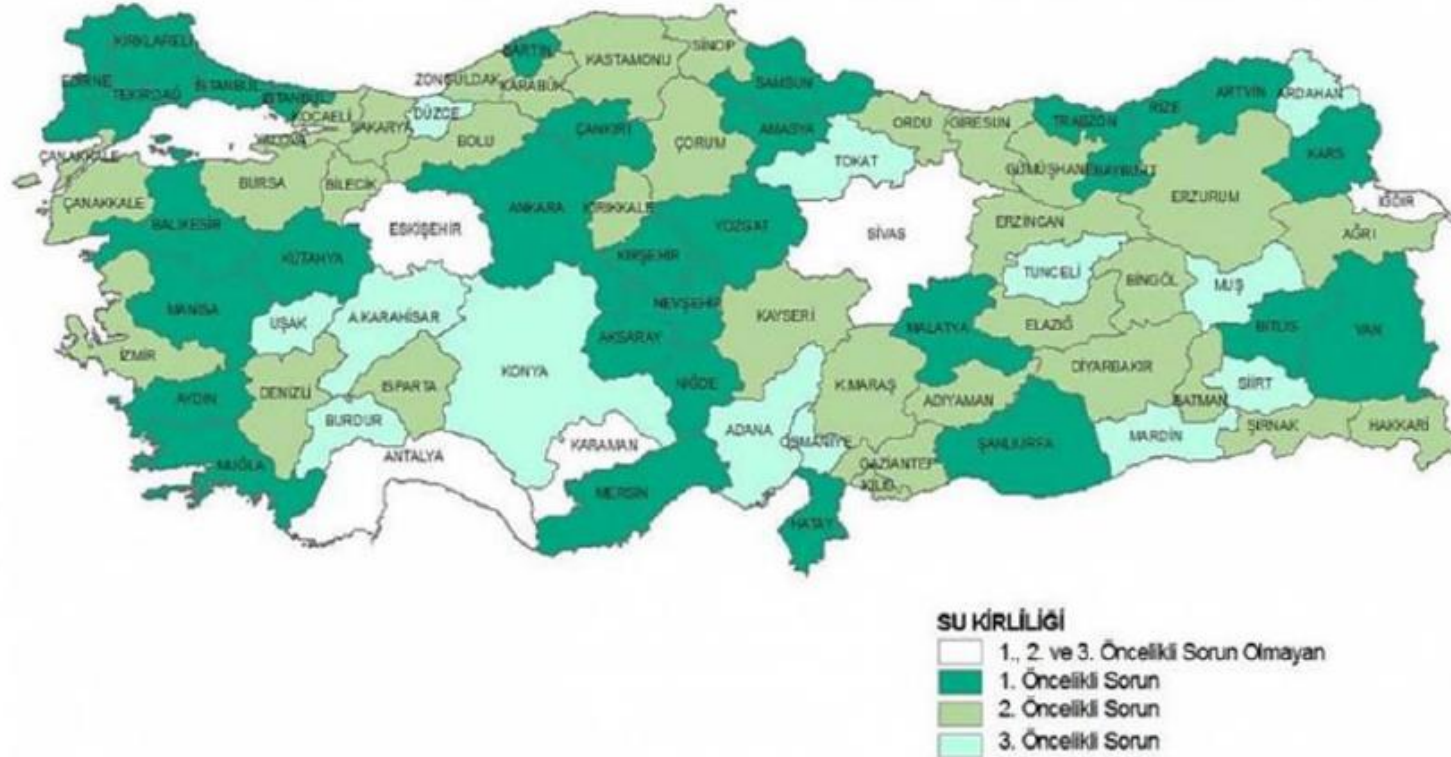 KIRKLARELİ
EDİRNE
TEKİRDAĞ
İSTANBUL
İSTANBUL
KOCAELİ
YALOVA
SAKARYA
DÜZCE
ZONGULDAK
BARTIN
KARABÜK
KASTAMONU
SİNOP
SAMSUN
AMASYA
ÇANKIRI
BOLU
ÇORUM
TOKAT
ORDU
GİRESUN
TRABZON
RİZE
ARTVİN
ARDAHAN
KARS
IĞDIR
GÜMÜŞHANE
BAYBURT
ERZURUM
AĞRI
ÇANAKKALE
ÇANAKKALE
BURSA
BİLECİK
BALIKESİR
KÜTAHYA
ESKİŞEHİR
ANKARA
KIRIKKALE
KIRŞEHİR
YOZGAT
SİVAS
ERZİNCAN
TUNCELİ
BİNGÖL
MUŞ
BİTLİS
VAN
MANİSA
UŞAK
A.KARAHİSAR
KONYA
AKSARAY
NEVŞEHİR
KAYSERİ
MALATYA
ELAZIĞ
DİYARBAKIR
BATMAN
SİİRT
İZMİR
AYDIN
DENİZLİ
ISPARTA
BURDUR
NİĞDE
K.MARAŞ
ADIYAMAN
ŞANLIURFA
MARDİN
ŞIRNAK
HAKKARİ
MUĞLA
ANTALYA
KARAMAN
MERSİN
ADANA
OSMANİYE
GAZİANTEP
KİLİS
HATAY
SU KİRLİLİĞİ
1., 2. ve 3. Öncelikli Sorun Olmayan
1. Öncelikli Sorun
2. Öncelikli Sorun
3. Öncelikli Sorun